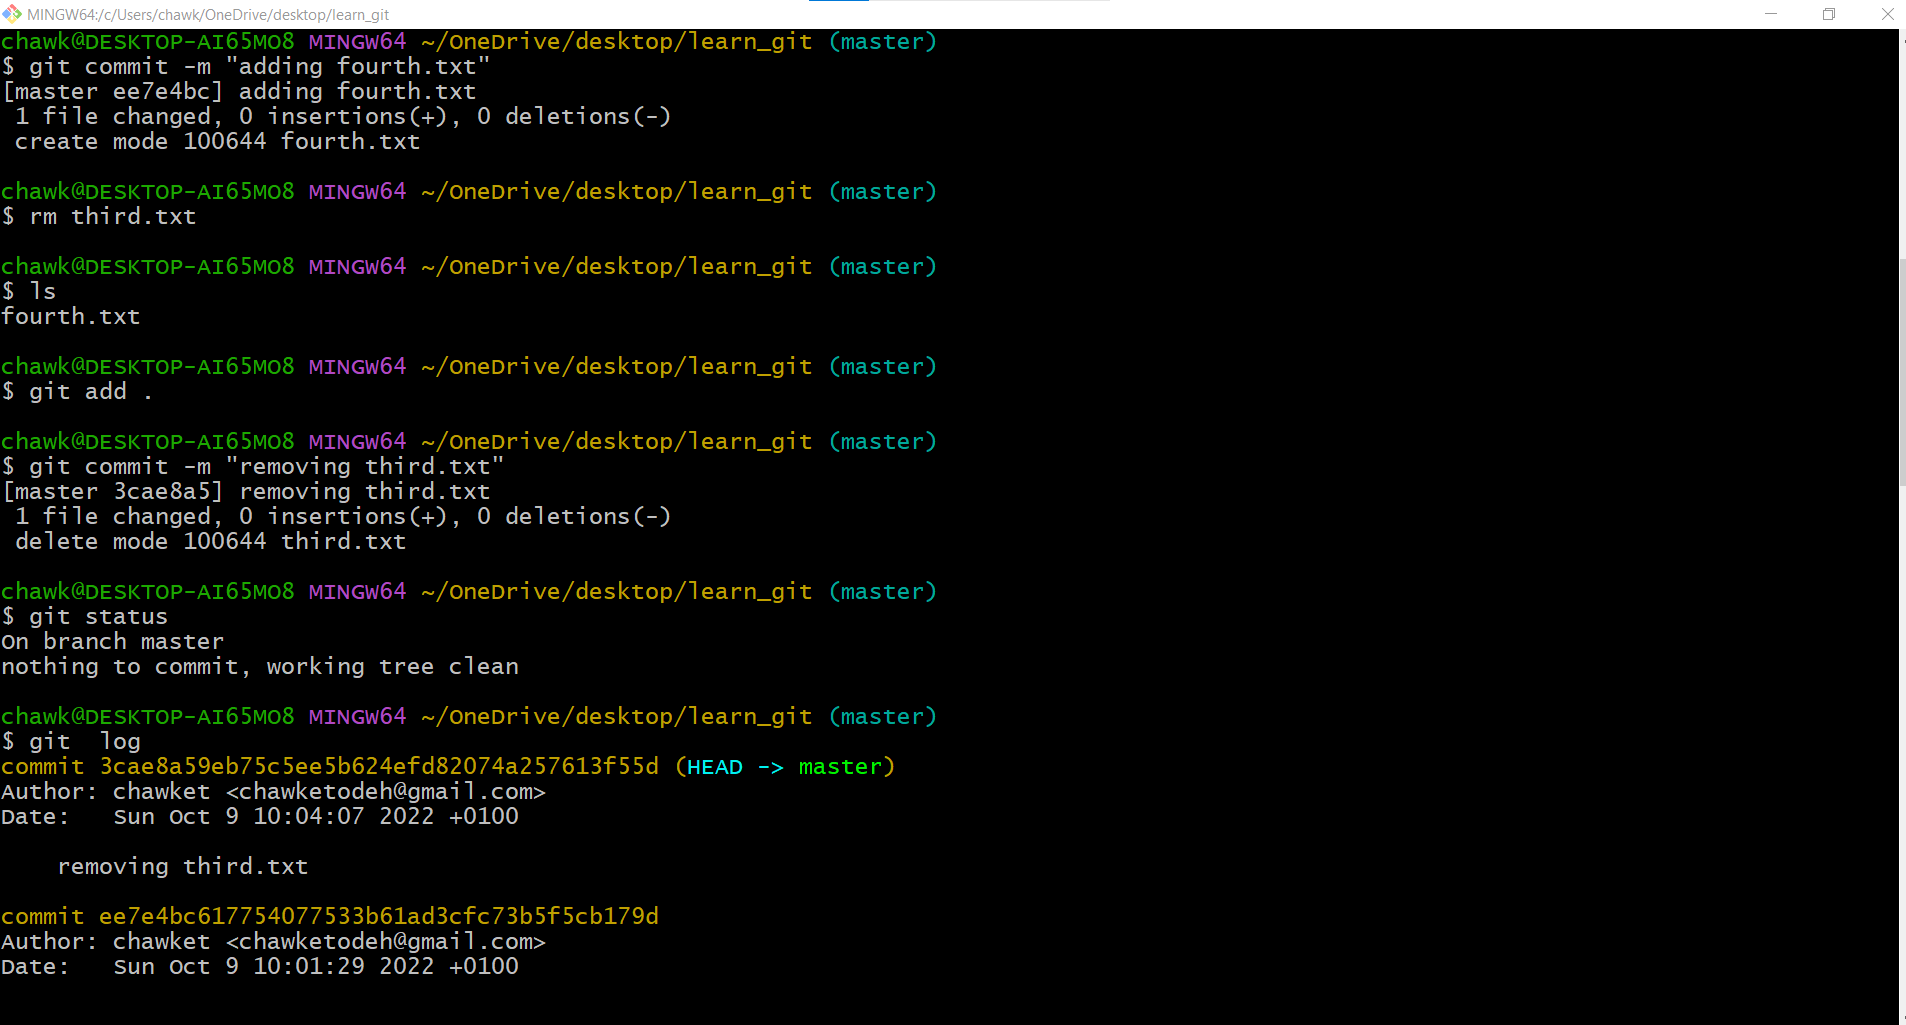 MINGW64:/c/Users/chawk/OneDrive/desktop/learn_git
chawk@DESKTOP-AI65MO8 MINGW64 ~/OneDrive/desktop/learn_git (master)
$ git commit -m "adding fourth.txt"
[master ee7e4bc] adding fourth.txt
 1 file changed, 0 insertions(+), 0 deletions(-)
 create mode 100644 fourth.txt

chawk@DESKTOP-AI65MO8 MINGW64 ~/OneDrive/desktop/learn_git (master)
$ rm third.txt

chawk@DESKTOP-AI65MO8 MINGW64 ~/OneDrive/desktop/learn_git (master)
$ ls
fourth.txt

chawk@DESKTOP-AI65MO8 MINGW64 ~/OneDrive/desktop/learn_git (master)
$ git add .

chawk@DESKTOP-AI65MO8 MINGW64 ~/OneDrive/desktop/learn_git (master)
$ git commit -m "removing third.txt"
[master 3cae8a5] removing third.txt
 1 file changed, 0 insertions(+), 0 deletions(-)
 delete mode 100644 third.txt

chawk@DESKTOP-AI65MO8 MINGW64 ~/OneDrive/desktop/learn_git (master)
$ git status
On branch master
nothing to commit, working tree clean

chawk@DESKTOP-AI65MO8 MINGW64 ~/OneDrive/desktop/learn_git (master)
$ git  log
commit 3cae8a59eb75c5ee5b624efd82074a257613f55d (HEAD -> master)
Author: chawket <chawketodeh@gmail.com>
Date:   Sun Oct 9 10:04:07 2022 +0100

    removing third.txt

commit ee7e4bc617754077533b61ad3cfc73b5f5cb179d
Author: chawket <chawketodeh@gmail.com>
Date:   Sun Oct 9 10:01:29 2022 +0100